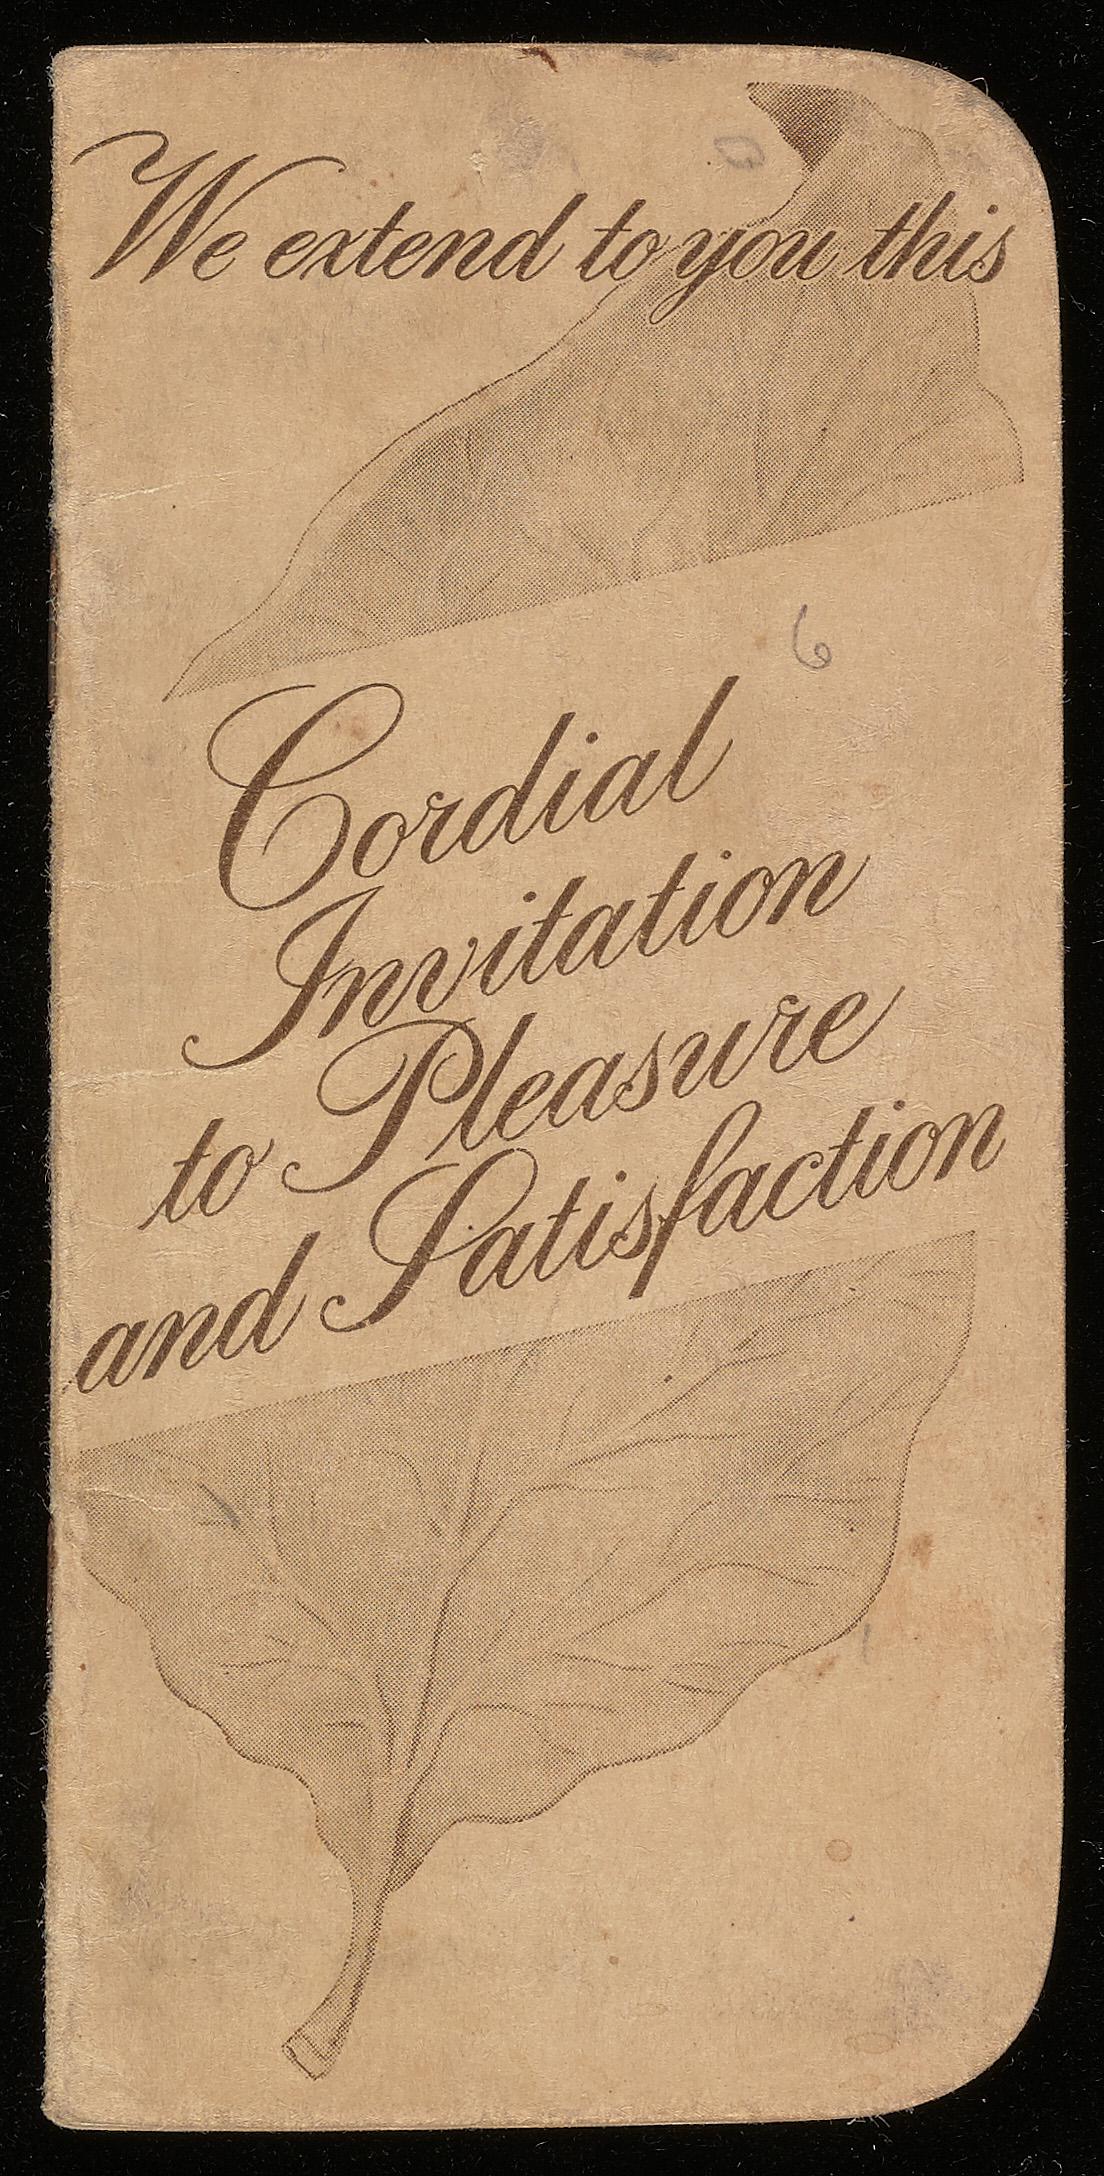 We extend to you this
6
Cordial
Invitation
to Pleasure
and Satisfaction